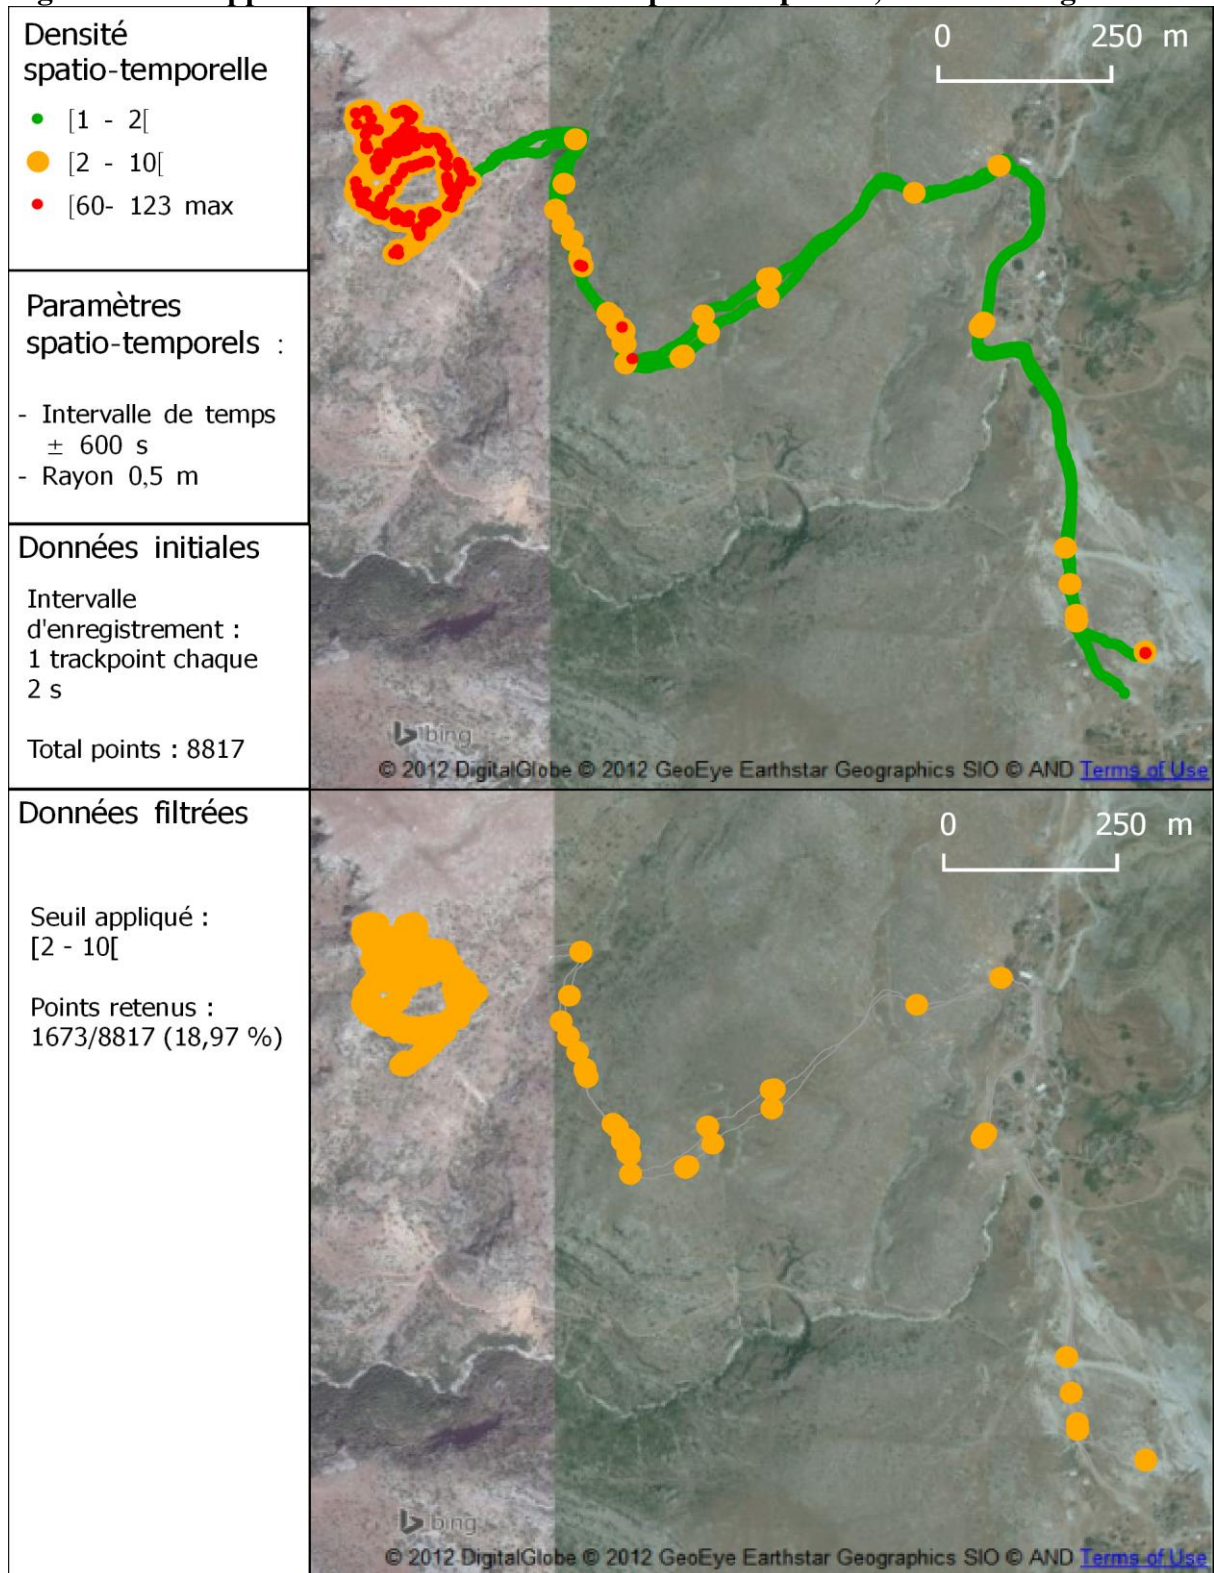 Densité
spatio-temporelle
[1 - 2[
[2 - 10[
[60- 123 max
Paramètres
spatio-temporels :
- Intervalle de temps
± 600 s
- Rayon 0,5 m
Données initiales
Intervalle
d'enregistrement :
1 trackpoint chaque
2 s
Total points : 8817
0 250 m
bing
© 2012 DigitalGlobe © 2012 GeoEye Earthstar Geographics SIO © AND Terms of Use
Données filtrées
Seuil appliqué :
[2 - 10[
Points retenus :
1673/8817 (18,97 %)
0 250 m
bing
© 2012 DigitalGlobe © 2012 GeoEye Earthstar Geographics SIO © AND Terms of Use